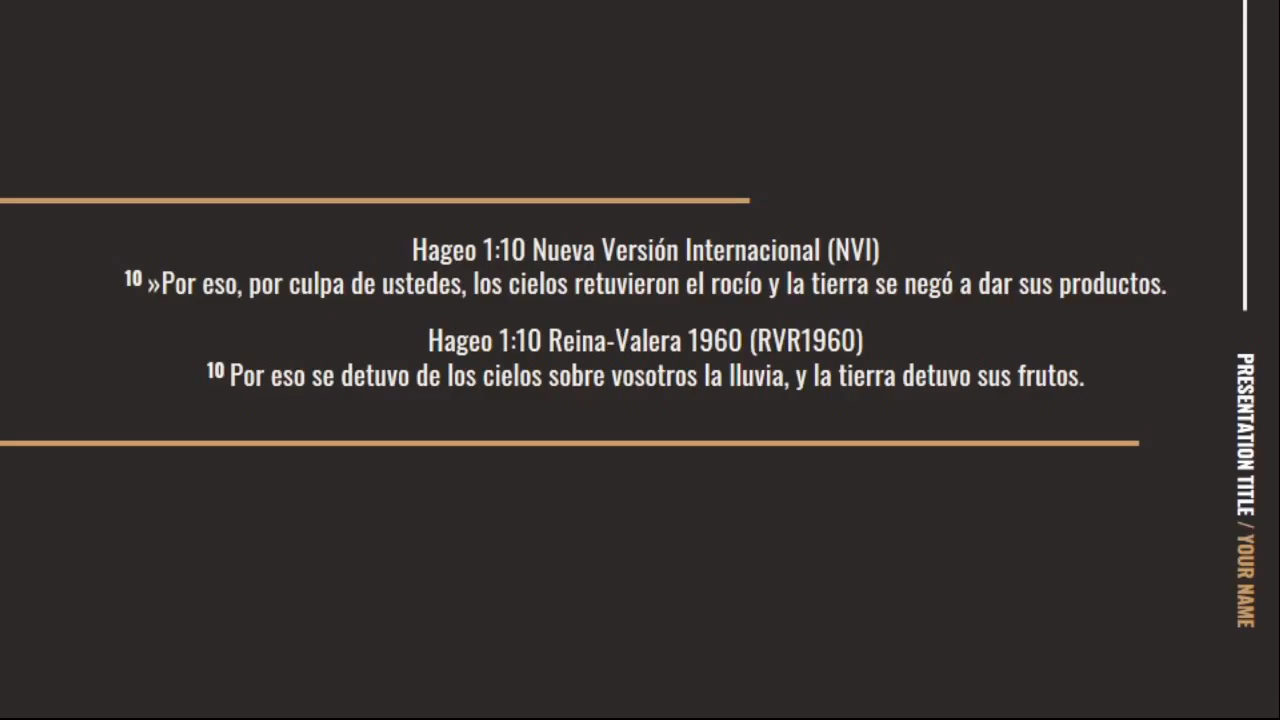 Hageo 1:10 Nueva Versión Internacional (NVI)
10 »Por eso, por culpa de ustedes, los cielos retuvieron el rocío y la tierra se negó a dar sus productos.
Hageo 1:10 Reina-Valera 1960 (RVR1960)
10 Por eso se detuvo de los cielos sobre vosotros la lluvia, y la tierra detuvo sus frutos.
PRESENTATION TITLE / YOUR NAME